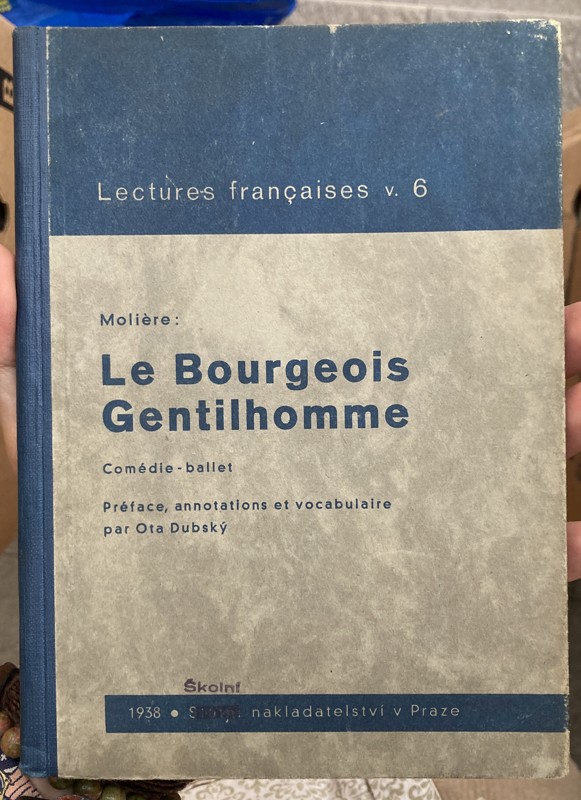 Lectures françaises v. 6
Molière:
Le Bourgeois
Gentilhomme
Comédie-ballet
Préface, annotations et vocabulaire
par Ota Dubský
Školní
1938 • nakladatelství v Praze